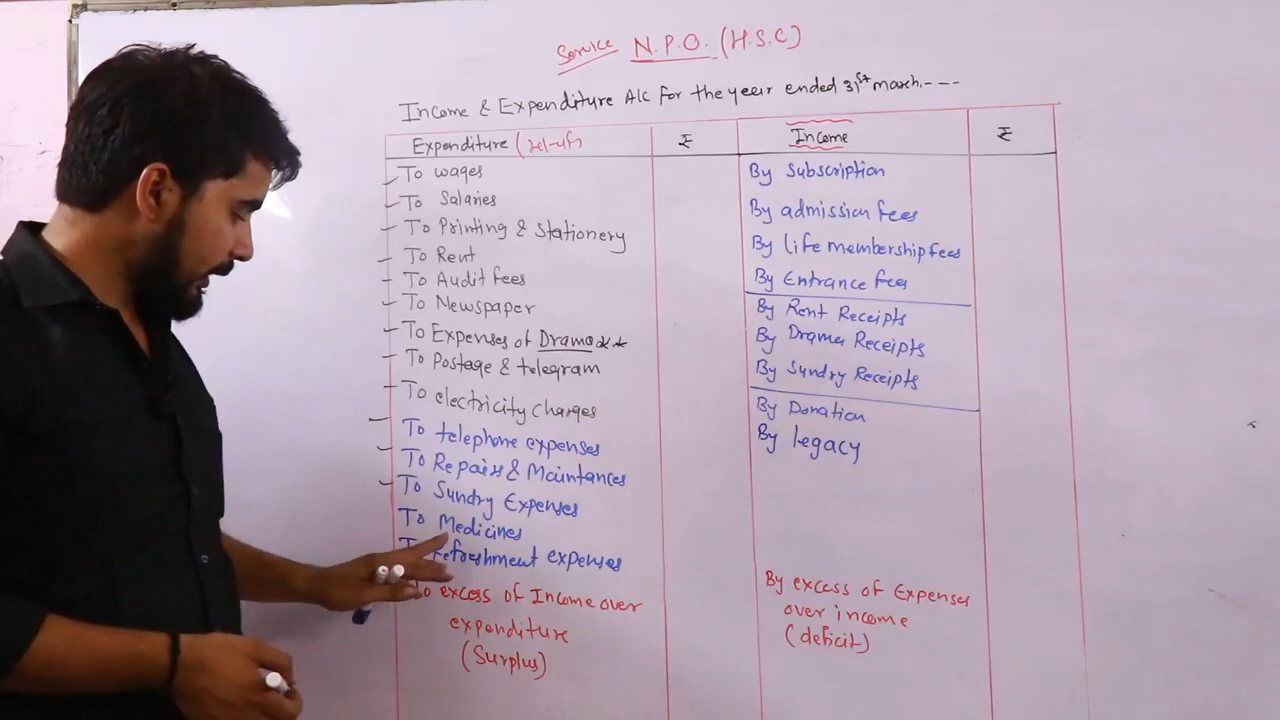 Service N.P.O. (H.S.C)
Income & Expenditure A/C for the year ended 31st march.----
Expenditure
₹
Income
₹
To wages
To Salaries
To Printing & Stationery
To Rent
To Audit fees
To Newspaper
To Expenses of Drama **
To Postage & telegram
To electricity charges
To telephone expenses
To Repairs & Maintances
To Sundry Expenses
To Medicines
To refreshment expenses
To excess of Income over
expenditure
(Surplus)
By Subscription
By admission fees
By life membership fees
By Entrance fees
By Rent Receipts
By Drama Receipts
By Sundry Receipts
By Donation
By legacy
By excess of Expenses
over income
(deficit)